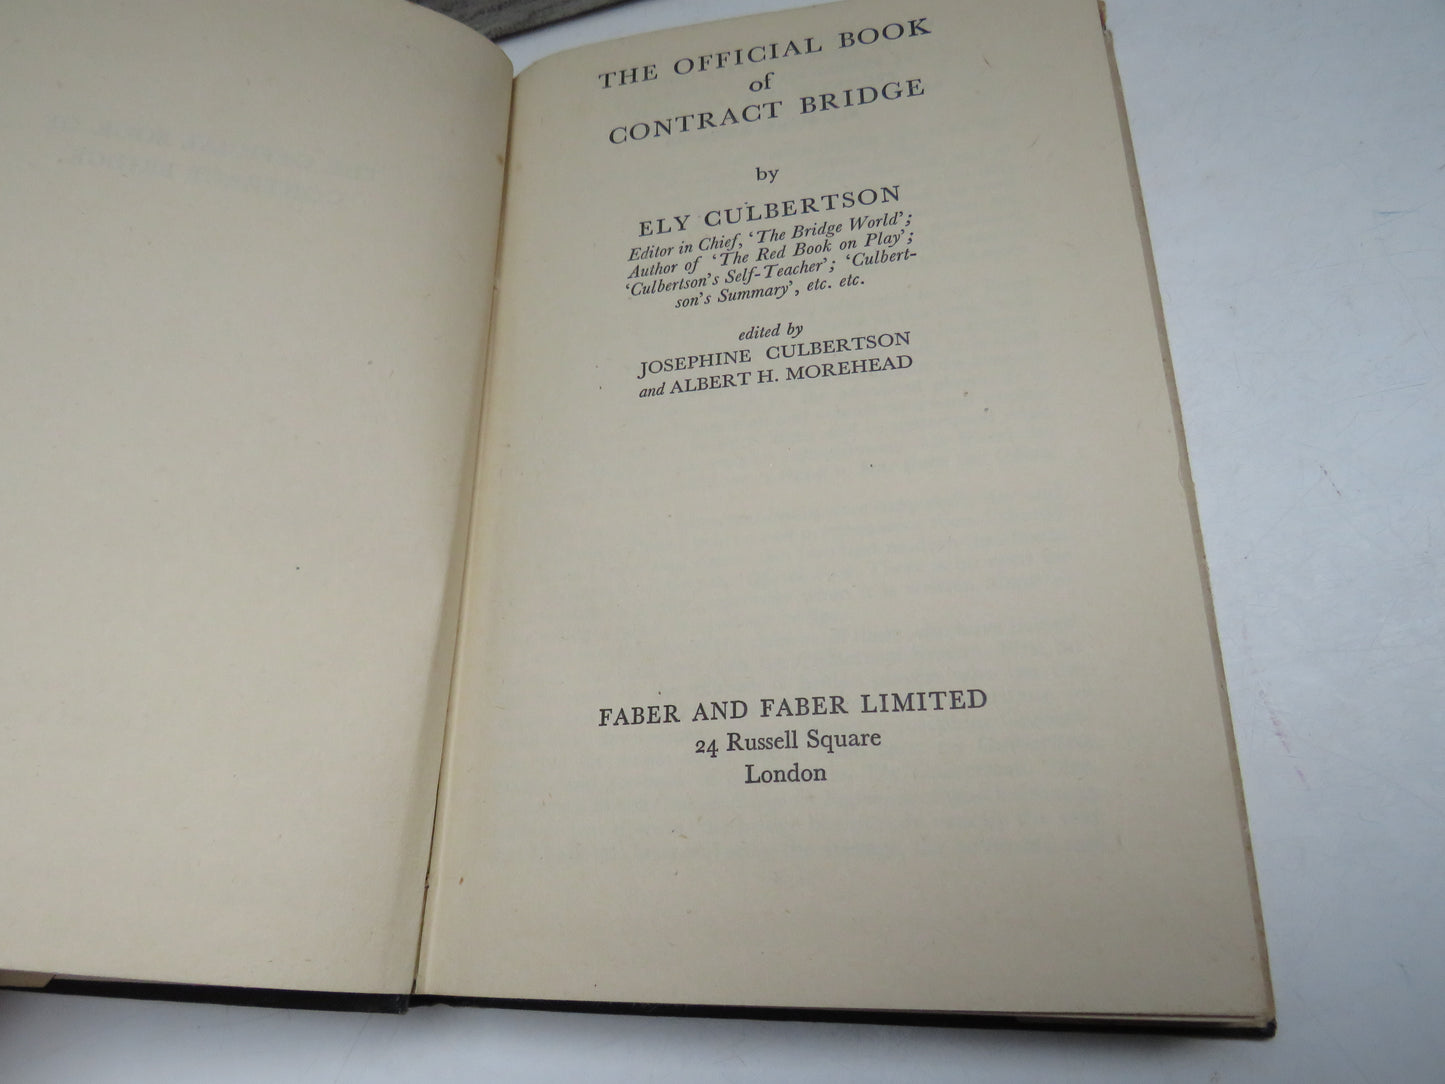 THE OFFICIAL BOOK
of
CONTRACT BRIDGE
by
ELY CULBERTSON
Editor in Chief, ‘The Bridge World’;
Author of ‘The Red Book on Play’;
‘Culbertson’s Self-Teacher’; ‘Culbert-
son’s Summary’, etc. etc.
edited by
JOSEPHINE CULBERTSON
and ALBERT H. MOREHEAD
FABER AND FABER LIMITED
24 Russell Square
London